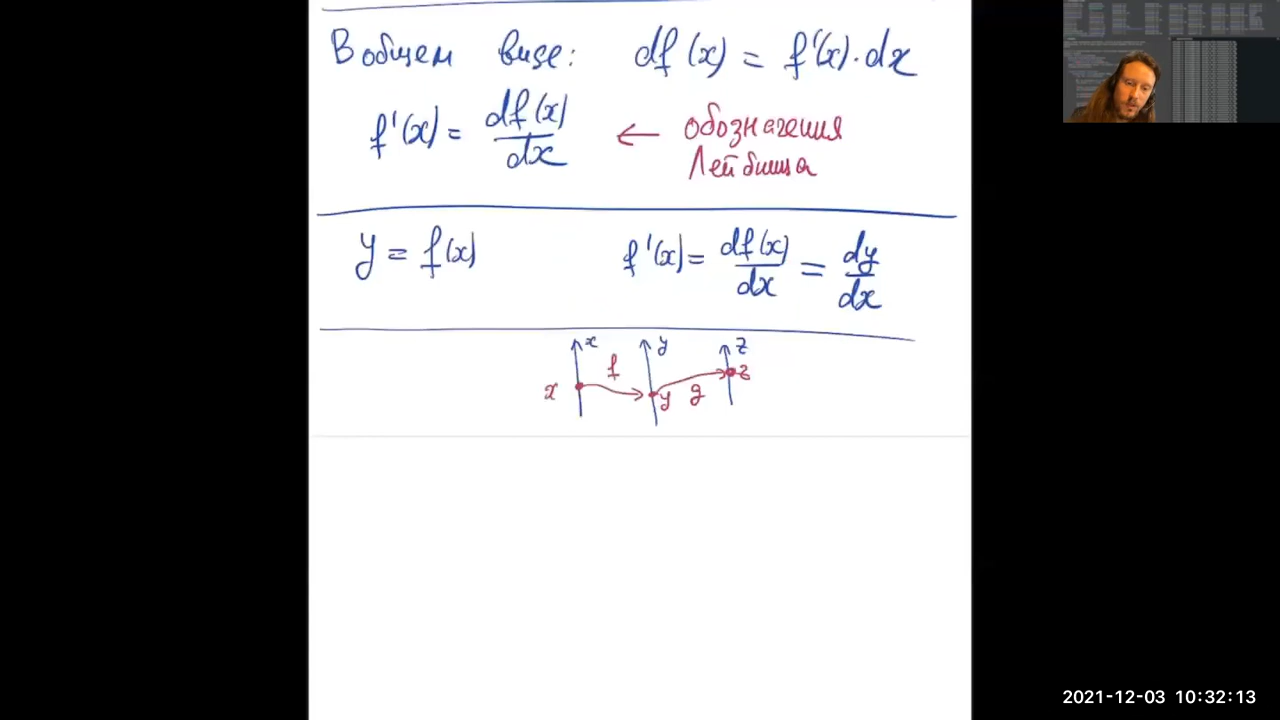 В общем виде: df(x) = f'(x)·dx
f'(x) = df(x)/dx ← обозначения
Лейбница
y = f(x) f'(x) = df(x)/dx = dy/dx
x y z
f
x y g z
2021-12-03 10:32:13